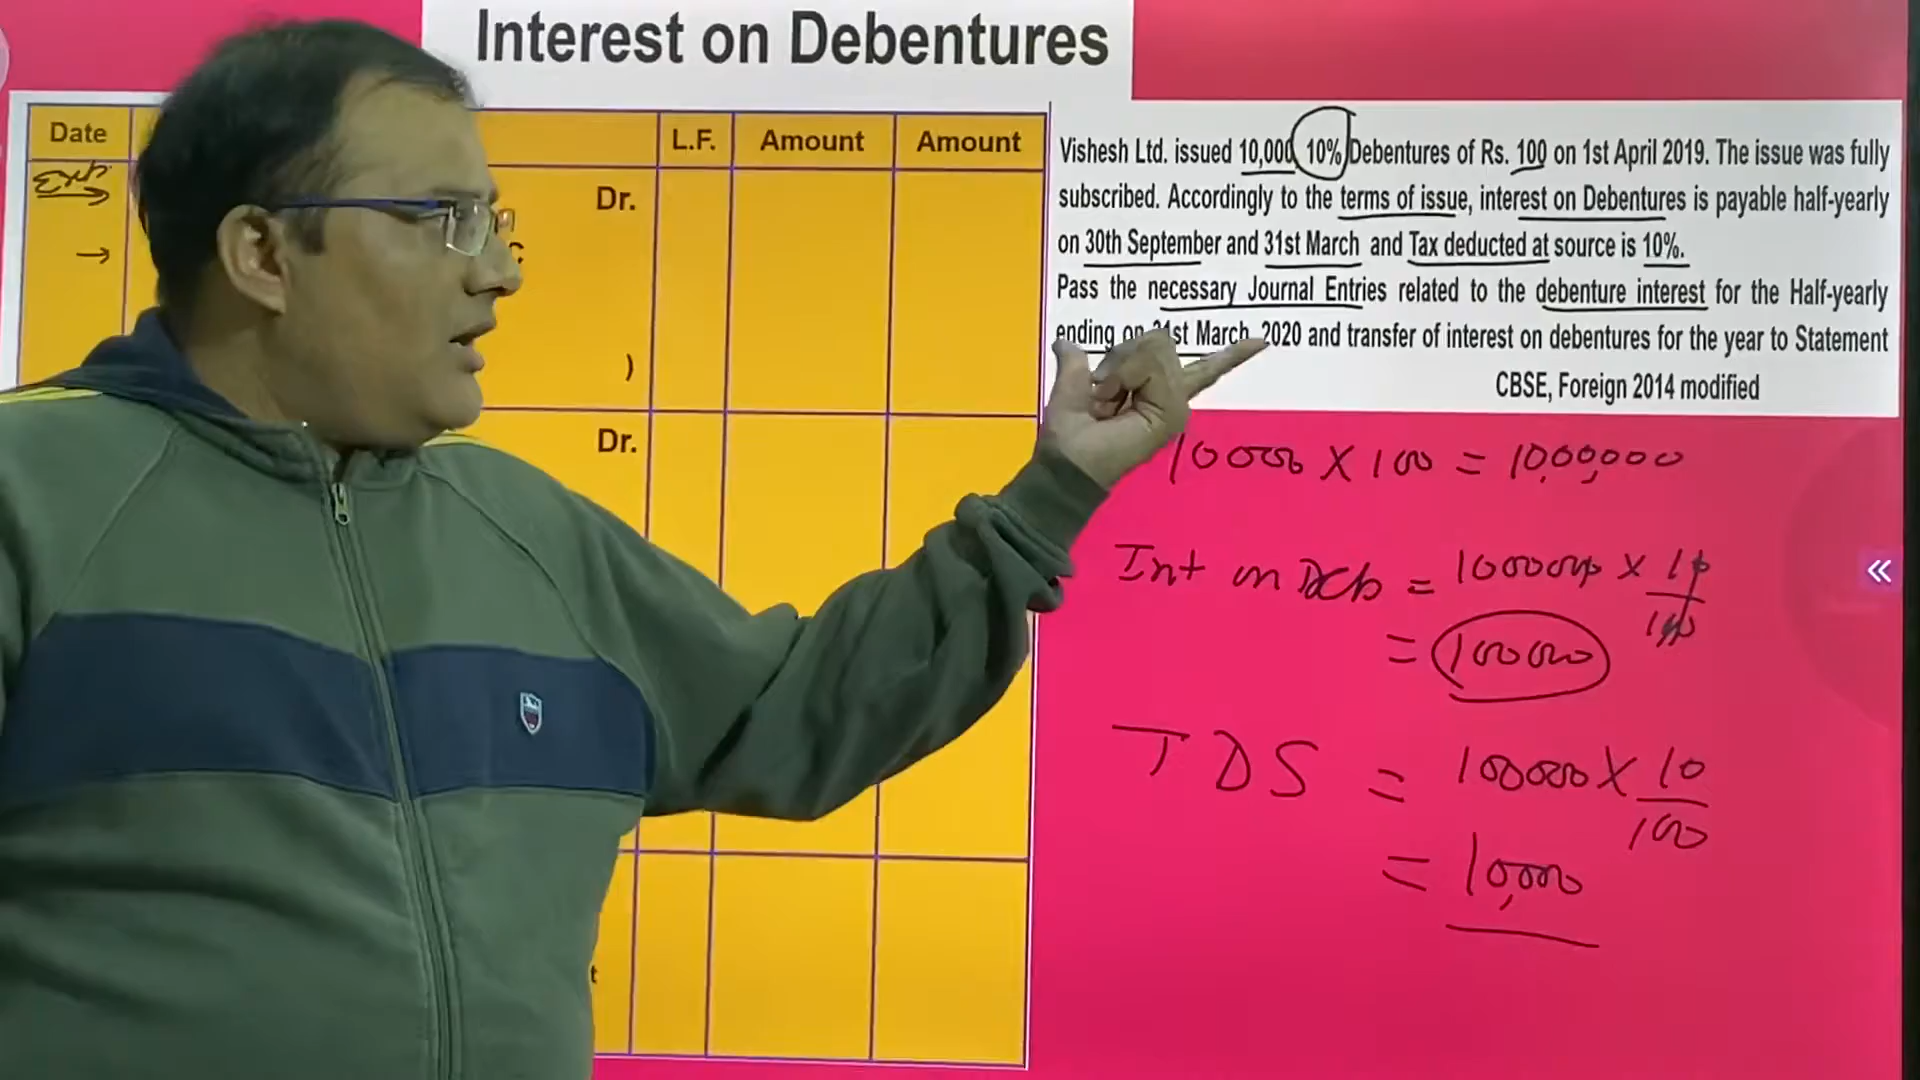 Interest on Debentures
Date L.F. Amount Amount
Dr.
)
Dr.
t
Vishesh Ltd. issued 10,000 10% Debentures of Rs. 100 on 1st April 2019. The issue was fully
subscribed. Accordingly to the terms of issue, interest on Debentures is payable half-yearly
on 30th September and 31st March and Tax deducted at source is 10%.
Pass the necessary Journal Entries related to the debenture interest for the Half-yearly
ending on 31st March 2020 and transfer of interest on debentures for the year to Statement
CBSE, Foreign 2014 modified
10000 X 100 = 10,00,000
Int on Deb = 1000000 x 10
100
= 100000
TDS = 100000 X 10
100
= 10,000